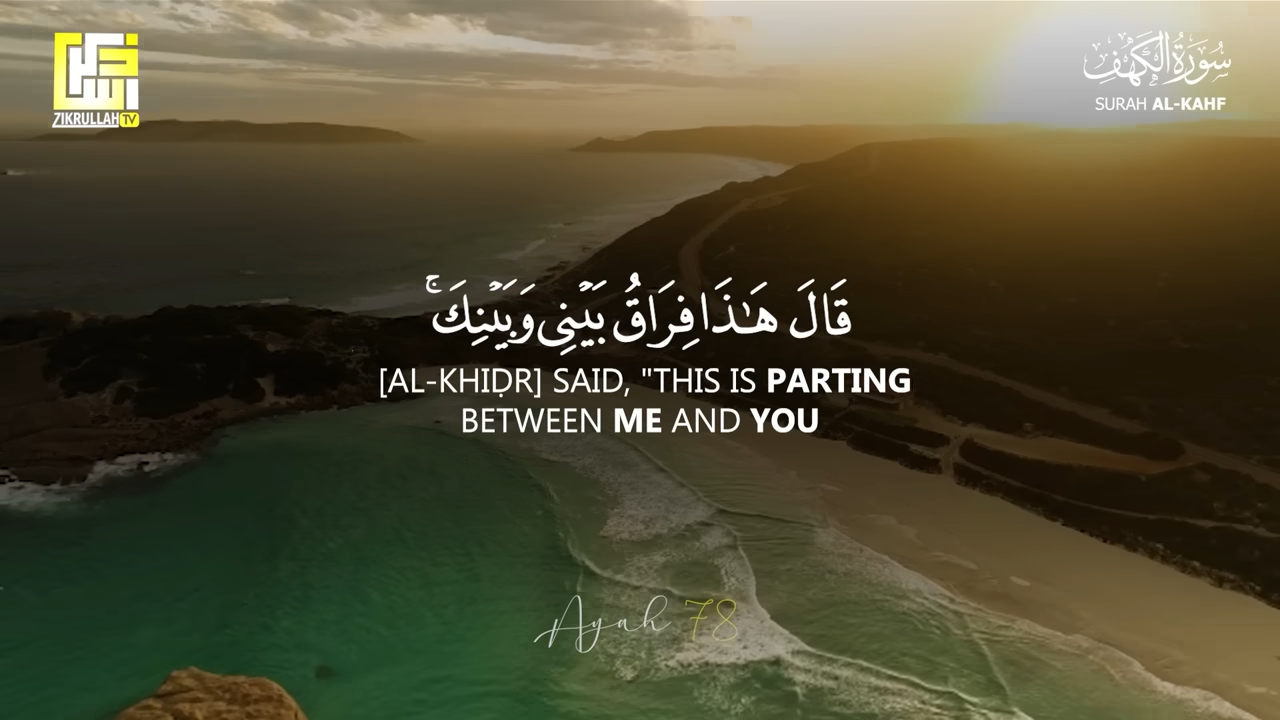 سُورَةُ الكَهْفِ
SURAH AL-KAHF
ZIKRULLAH TV
قَالَ هَٰذَا فِرَاقُ بَيْنِى وَبَيْنِكَ ۚ
[AL-KHIḌR] SAID, "THIS IS PARTING
BETWEEN ME AND YOU
Ayah 78